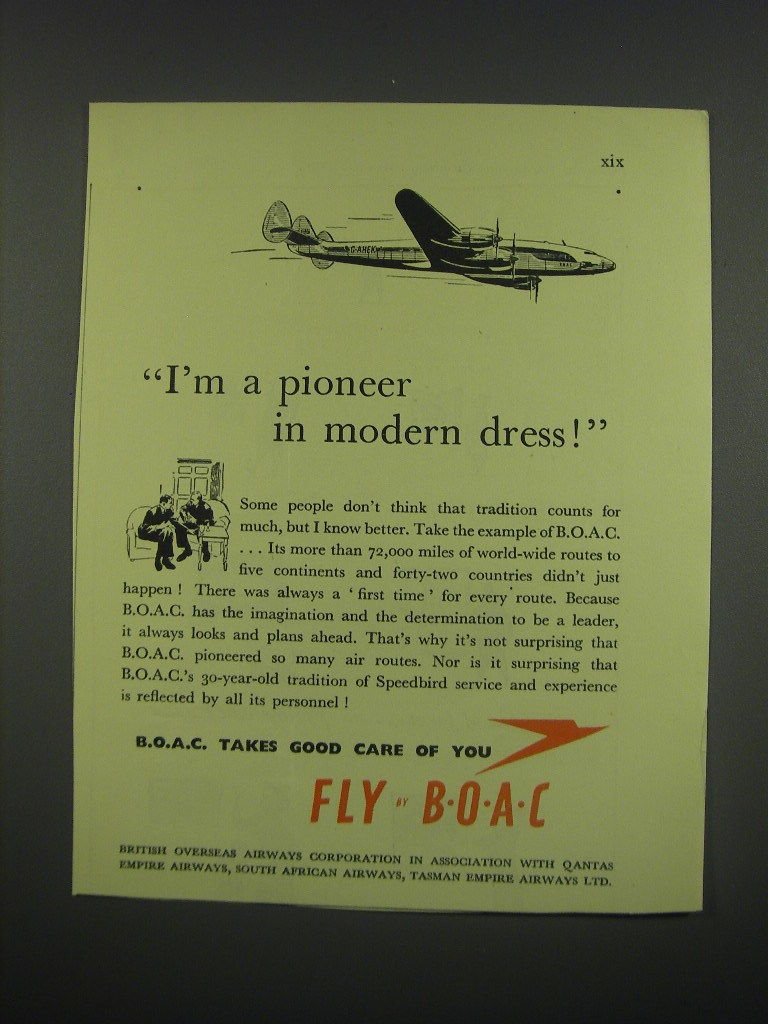 xix
G-AHEK
B.O.A.C.
“I’m a pioneer
in modern dress!”
Some people don’t think that tradition counts for
much, but I know better. Take the example of B.O.A.C.
. . . Its more than 72,000 miles of world-wide routes to
five continents and forty-two countries didn’t just
happen ! There was always a ‘ first time ’ for every route. Because
B.O.A.C. has the imagination and the determination to be a leader,
it always looks and plans ahead. That’s why it’s not surprising that
B.O.A.C. pioneered so many air routes. Nor is it surprising that
B.O.A.C.’s 30-year-old tradition of Speedbird service and experience
is reflected by all its personnel !
B.O.A.C. TAKES GOOD CARE OF YOU
FLY BY B·O·A·C
BRITISH OVERSEAS AIRWAYS CORPORATION IN ASSOCIATION WITH QANTAS
EMPIRE AIRWAYS, SOUTH AFRICAN AIRWAYS, TASMAN EMPIRE AIRWAYS LTD.